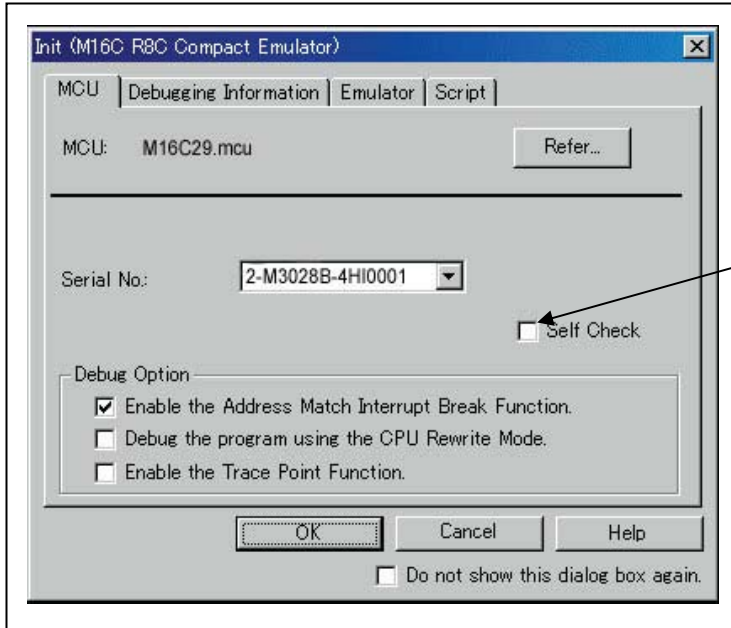 Init (M16C R8C Compact Emulator)
MCU Debugging Information Emulator Script
MCU: M16C29.mcu Refer...
Serial No.: 2-M3028B-4HI0001
Self Check
Debug Option
Enable the Address Match Interrupt Break Function.
Debug the program using the CPU Rewrite Mode.
Enable the Trace Point Function.
OK Cancel Help
Do not show this dialog box again.